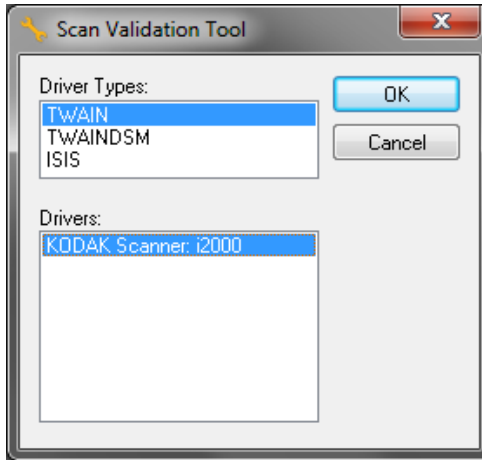 Scan Validation Tool
Driver Types:
TWAIN
TWAINDSM
ISIS
OK
Cancel
Drivers:
KODAK Scanner: i2000